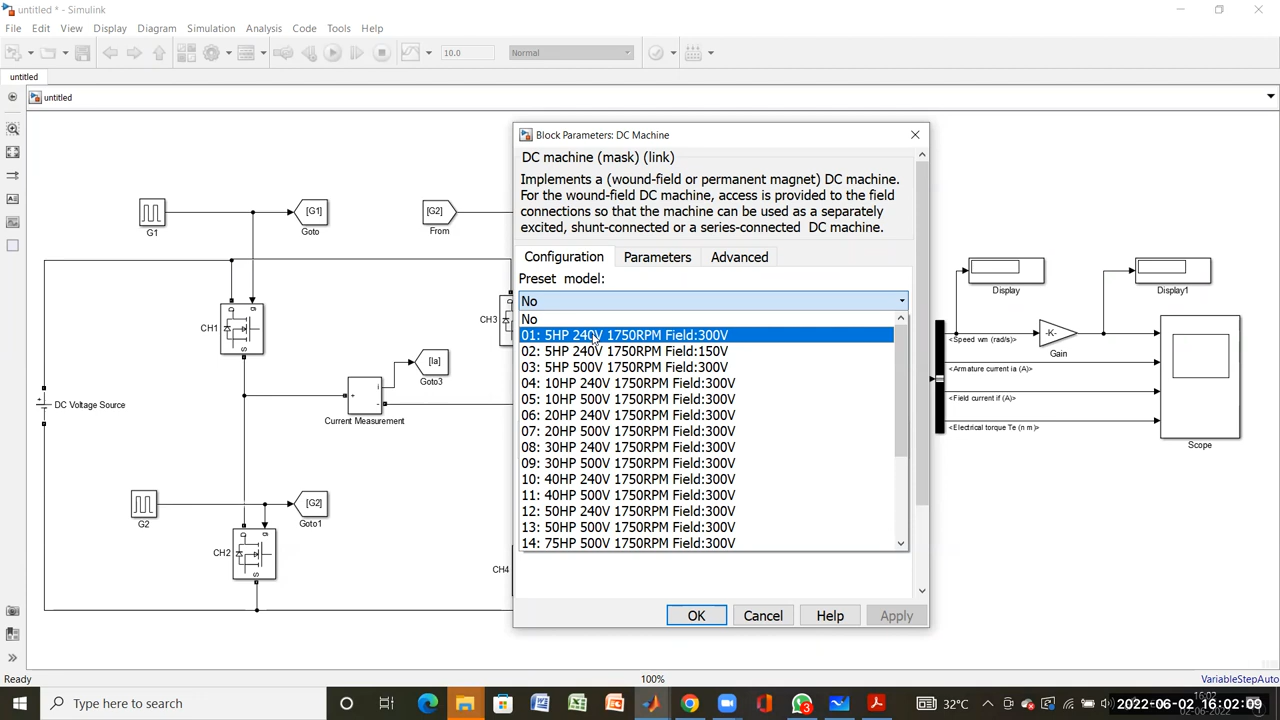 untitled * - Simulink
File Edit View Display Diagram Simulation Analysis Code Tools Help
10.0
Normal
untitled
untitled
Block Parameters: DC Machine
DC machine (mask) (link)
Implements a (wound-field or permanent magnet) DC machine.
For the wound-field DC machine, access is provided to the field
connections so that the machine can be used as a separately
excited, shunt-connected or a series-connected DC machine.
Configuration Parameters Advanced
Preset model:
No
No
01: 5HP 240V 1750RPM Field:300V
02: 5HP 240V 1750RPM Field:150V
03: 5HP 500V 1750RPM Field:300V
04: 10HP 240V 1750RPM Field:300V
05: 10HP 500V 1750RPM Field:300V
06: 20HP 240V 1750RPM Field:300V
07: 20HP 500V 1750RPM Field:300V
08: 30HP 240V 1750RPM Field:300V
09: 30HP 500V 1750RPM Field:300V
10: 40HP 240V 1750RPM Field:300V
11: 40HP 500V 1750RPM Field:300V
12: 50HP 240V 1750RPM Field:300V
13: 50HP 500V 1750RPM Field:300V
14: 75HP 500V 1750RPM Field:300V
OK Cancel Help Apply
G1
[G1]
Goto
[G2]
From
CH1
D
g
S
CH3
[Ia]
Goto3
i
+
-
Current Measurement
+
DC Voltage Source
G2
[G2]
Goto1
CH2
D
g
S
CH4
Display
Display1
-K-
Gain
<Speed wm (rad/s)>
<Armature current ia (A)>
<Field current if (A)>
<Electrical torque Te (n m)>
Scope
Ready
100%
VariableStepAuto
Type here to search
3
32°C
16:02
02-06-2022
2022-06-02 16:02:09